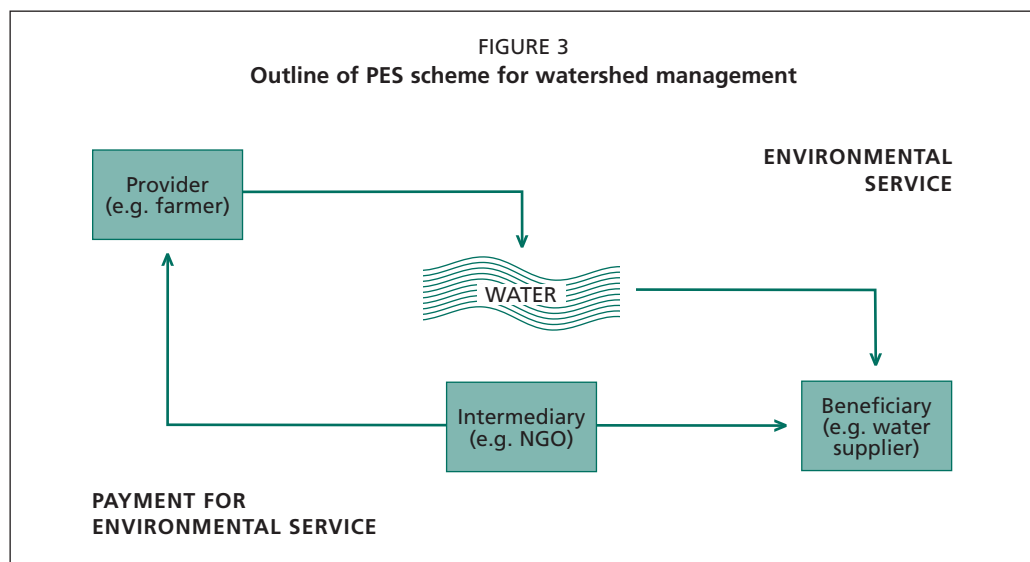 FIGURE 3
Outline of PES scheme for watershed management
ENVIRONMENTAL
SERVICE
Provider
(e.g. farmer)
WATER
Intermediary
(e.g. NGO)
Beneficiary
(e.g. water
supplier)
PAYMENT FOR
ENVIRONMENTAL SERVICE